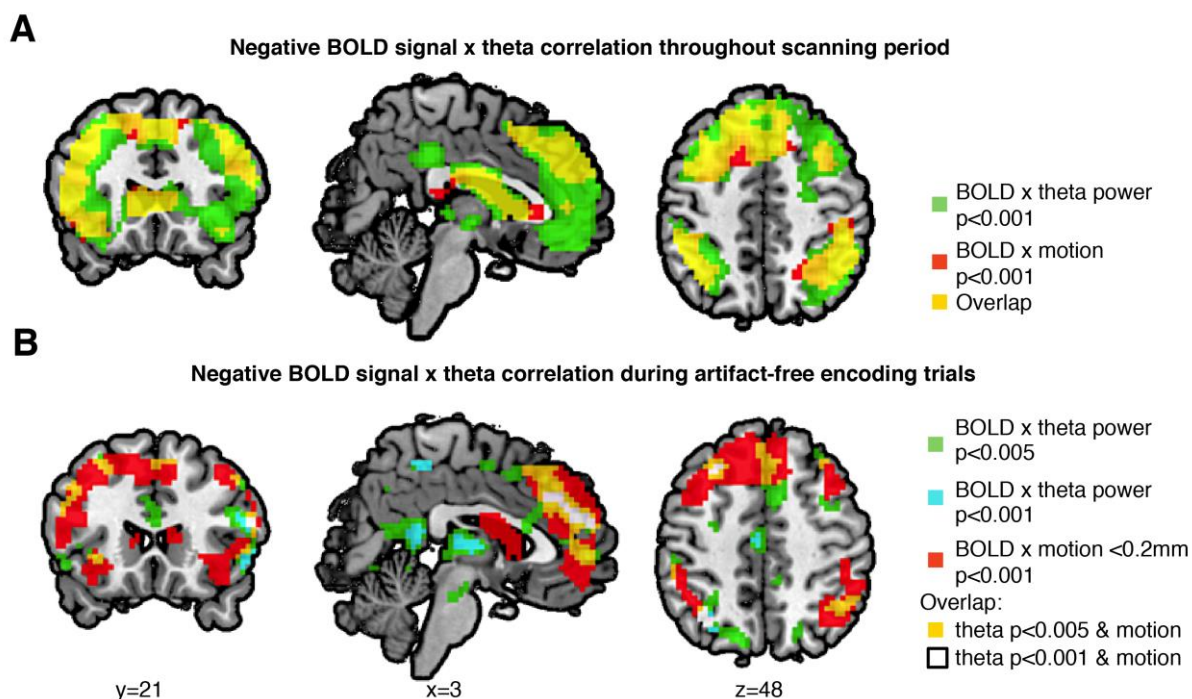 A
Negative BOLD signal x theta correlation throughout scanning period
BOLD x theta power
p<0.001
BOLD x motion
p<0.001
Overlap
B
Negative BOLD signal x theta correlation during artifact-free encoding trials
BOLD x theta power
p<0.005
BOLD x theta power
p<0.001
BOLD x motion <0.2mm
p<0.001
Overlap:
theta p<0.005 & motion
theta p<0.001 & motion
y=21
x=3
z=48